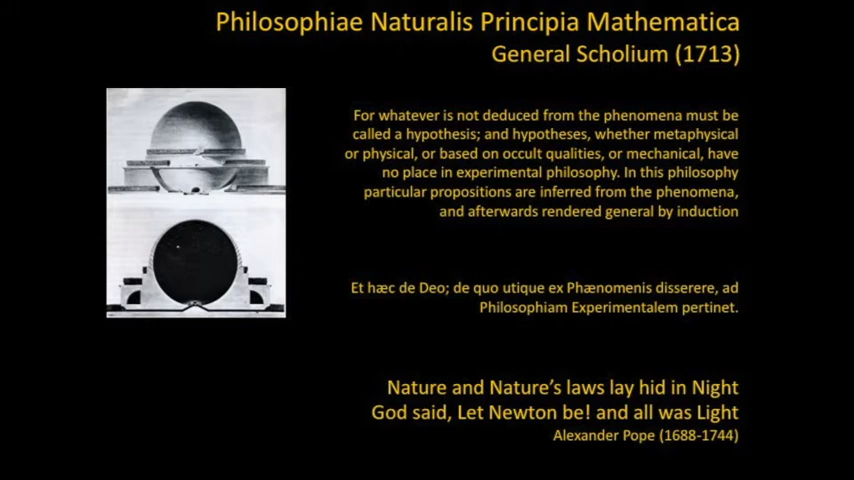 Philosophiae Naturalis Principia Mathematica
General Scholium (1713)
For whatever is not deduced from the phenomena must be
called a hypothesis; and hypotheses, whether metaphysical
or physical, or based on occult qualities, or mechanical, have
no place in experimental philosophy. In this philosophy
particular propositions are inferred from the phenomena,
and afterwards rendered general by induction
Et hæc de Deo; de quo utique ex Phænomenis disserere, ad
Philosophiam Experimentalem pertinet.
Nature and Nature’s laws lay hid in Night
God said, Let Newton be! and all was Light
Alexander Pope (1688-1744)